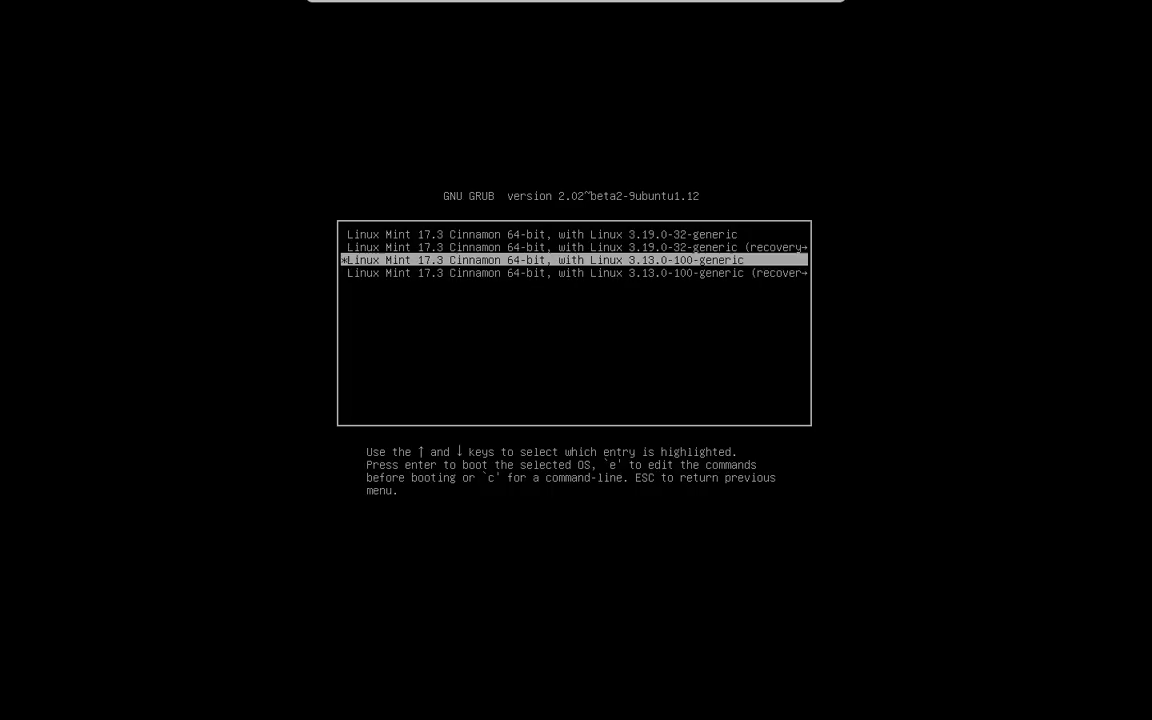 GNU GRUB  version 2.02~beta2-9ubuntu1.12
Linux Mint 17.3 Cinnamon 64-bit, with Linux 3.19.0-32-generic
Linux Mint 17.3 Cinnamon 64-bit, with Linux 3.19.0-32-generic (recovery→
*Linux Mint 17.3 Cinnamon 64-bit, with Linux 3.13.0-100-generic
Linux Mint 17.3 Cinnamon 64-bit, with Linux 3.13.0-100-generic (recover→
Use the ↑ and ↓ keys to select which entry is highlighted.
Press enter to boot the selected OS, `e' to edit the commands
before booting or `c' for a command-line. ESC to return previous
menu.